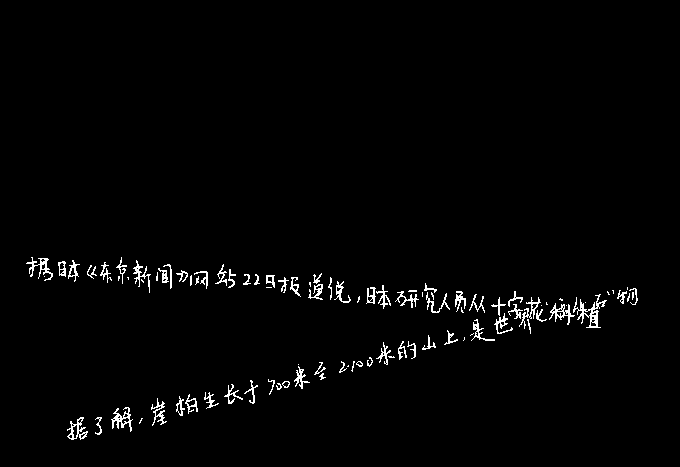 据日本《东京新闻》网站22日报道说,日本研究人员从十字花科植物
据了解,崖柏生长于700米至2100米的山上,是世界